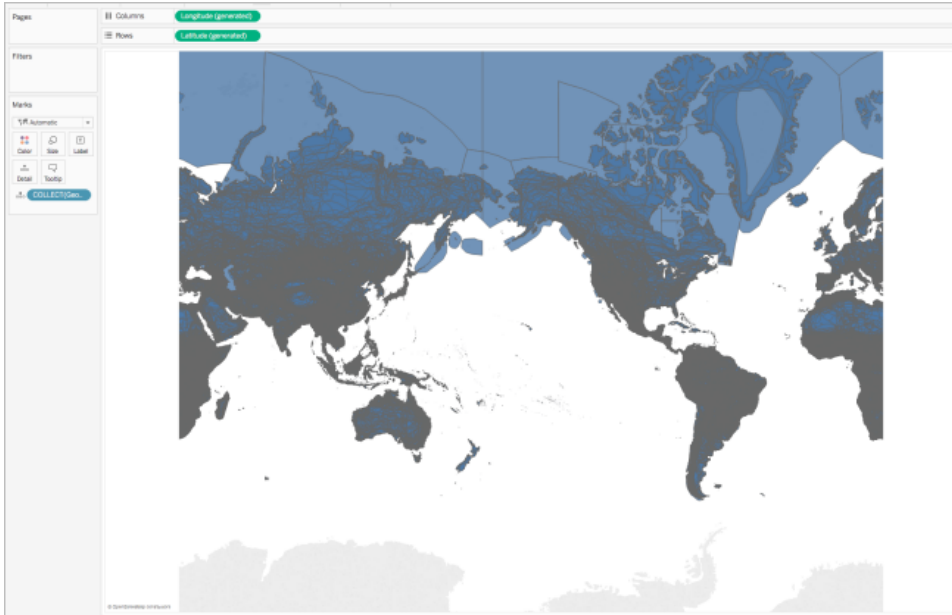 Pages
Columns
Longitude (generated)
Rows
Latitude (generated)
Filters
Marks
Automatic
Color
Size
Label
Detail
Tooltip
COLLECT(Geo..